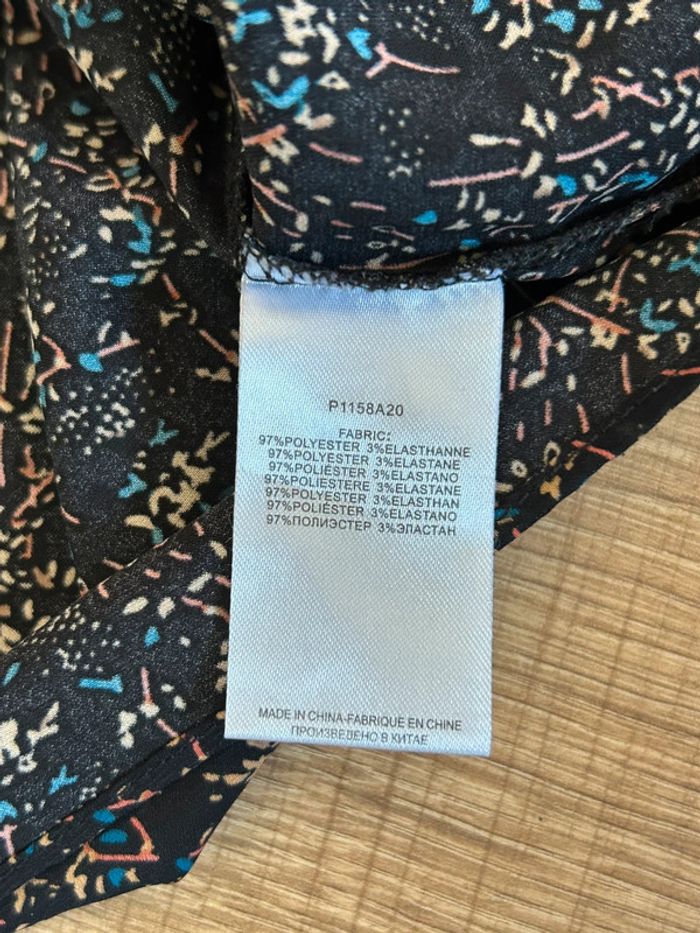 P1158A20
FABRIC:
97%POLYESTER 3%ELASTHANNE
97%POLYESTER 3%ELASTANE
97%POLIÉSTER 3%ELASTANO
97%POLIESTERE 3%ELASTANE
97%POLYESTER 3%ELASTHAN
97%POLIÉSTER 3%ELASTANO
97%ПОЛИЭСТЕР 3%ЭЛАСТАН
MADE IN CHINA-FABRIQUE EN CHINE
ПРОИЗВЕДЕНО В КИТАЕ